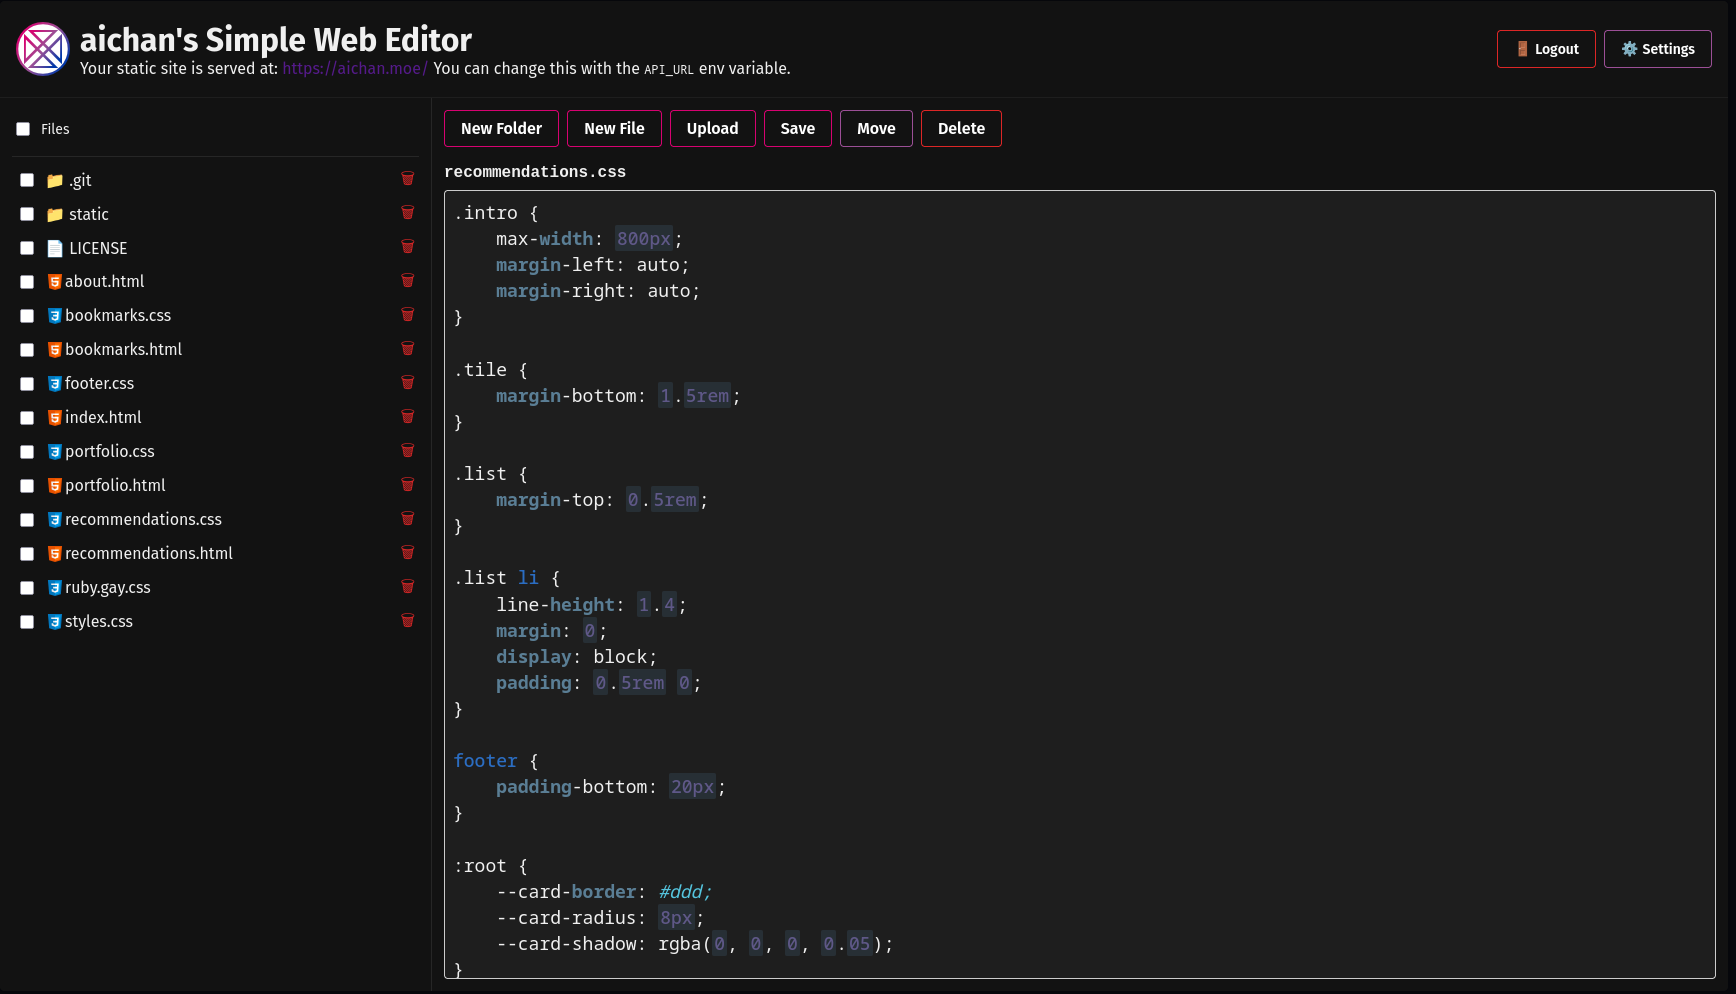 aichan's Simple Web Editor
Your static site is served at: https://aichan.moe/ You can change this with the API_URL env variable.
Logout
Settings
Files
.git
static
LICENSE
about.html
bookmarks.css
bookmarks.html
footer.css
index.html
portfolio.css
portfolio.html
recommendations.css
recommendations.html
ruby.gay.css
styles.css
New Folder
New File
Upload
Save
Move
Delete
recommendations.css
.intro {
    max-width: 800px;
    margin-left: auto;
    margin-right: auto;
}

.tile {
    margin-bottom: 1.5rem;
}

.list {
    margin-top: 0.5rem;
}

.list li {
    line-height: 1.4;
    margin: 0;
    display: block;
    padding: 0.5rem 0;
}

footer {
    padding-bottom: 20px;
}

:root {
    --card-border: #ddd;
    --card-radius: 8px;
    --card-shadow: rgba(0, 0, 0, 0.05);
}